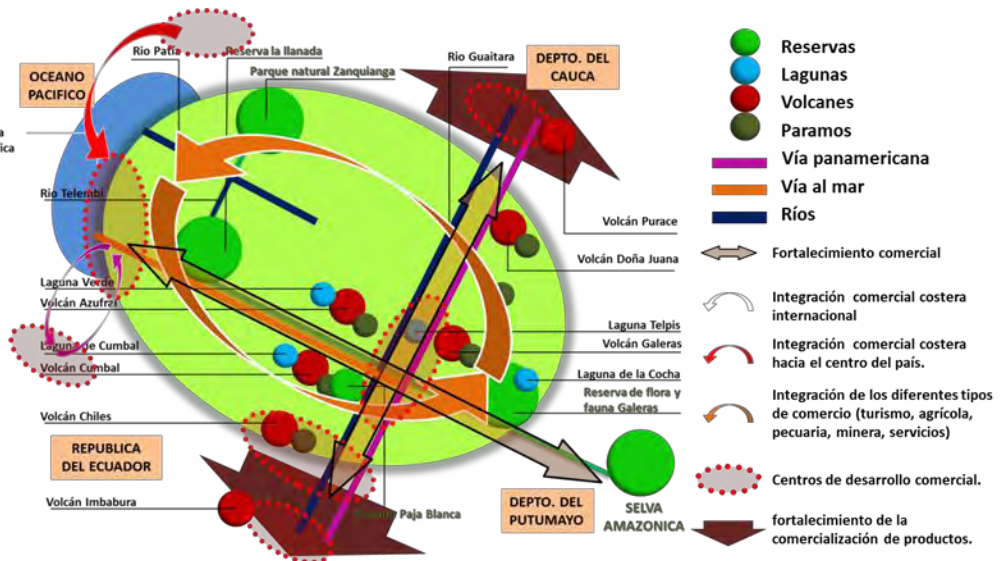 Rio Patía
Reserva la llanada
Parque natural Zanquianga
OCEANO
PACIFICO
Rio Guaitara
DEPTO. DEL
CAUCA
Rio Telembi
Volcán Purace
Volcán Doña Juana
Laguna Verde
Volcán Azufral
Laguna de Cumbal
Volcán Cumbal
Laguna Telpis
Volcán Galeras
Laguna de la Cocha
Reserva de flora y
fauna Galeras
Volcán Chiles
REPUBLICA
DEL ECUADOR
Volcán Imbabura
Paja Blanca
DEPTO. DEL
PUTUMAYO
SELVA
AMAZONICA
Reservas
Lagunas
Volcanes
Paramos
Vía panamericana
Vía al mar
Ríos
Fortalecimiento comercial
Integración comercial costera
internacional
Integración comercial costera
hacia el centro del país.
Integración de los diferentes tipos
de comercio (turismo, agrícola,
pecuaria, minera, servicios)
Centros de desarrollo comercial.
fortalecimiento de la
comercialización de productos.